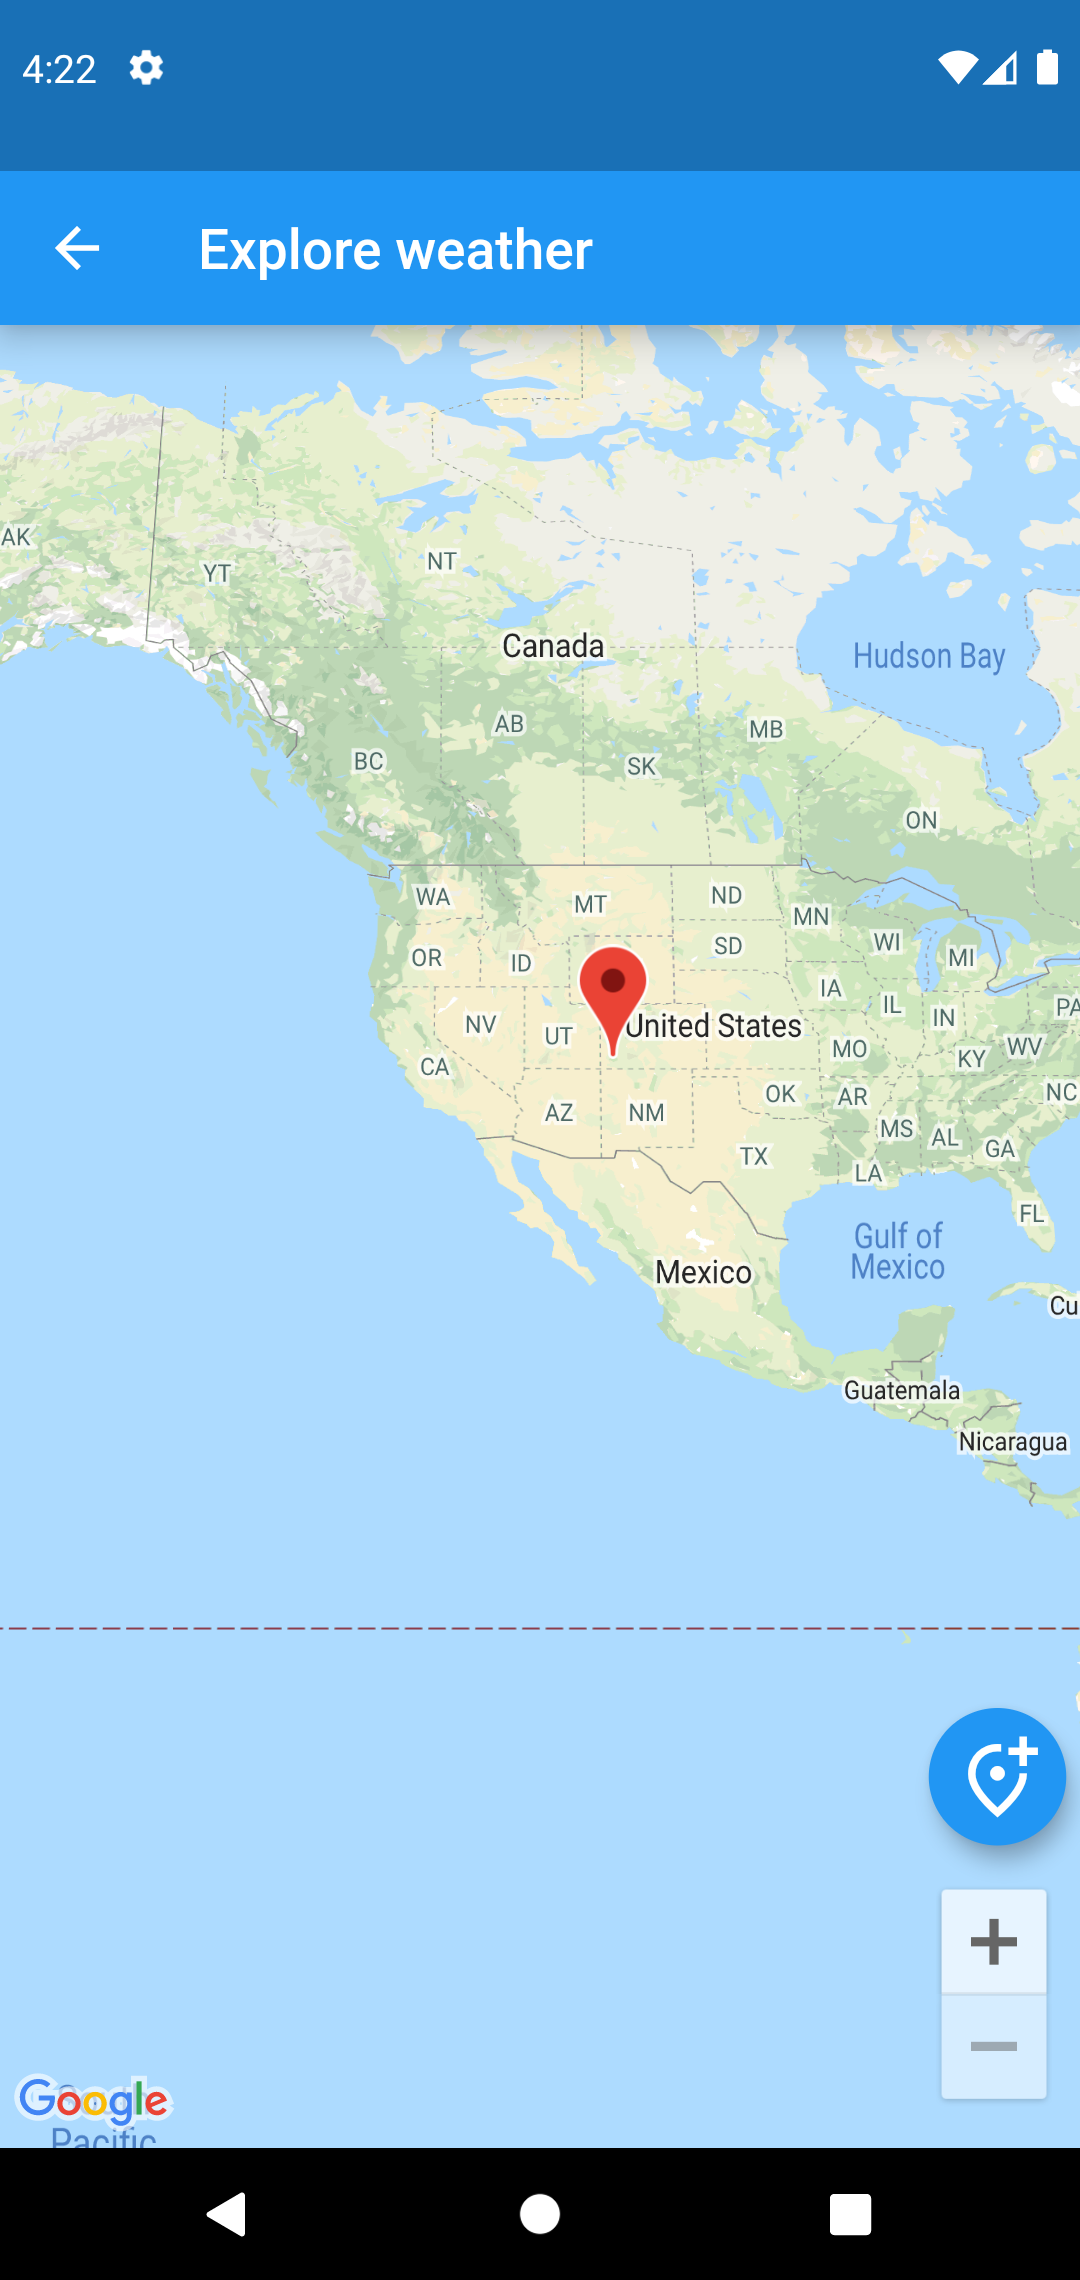 4:22
Explore weather
AK
YT
NT
Canada
Hudson Bay
AB
MB
BC
SK
ON
WA
MT
ND
MN
OR
ID
SD
WI
MI
IA
IL
IN
PA
NV
UT
United States
MO
KY
WV
CA
OK
AR
NC
AZ
NM
MS
AL
GA
TX
LA
FL
Gulf of
Mexico
Mexico
Cu
Guatemala
Nicaragua
Google
Pacific